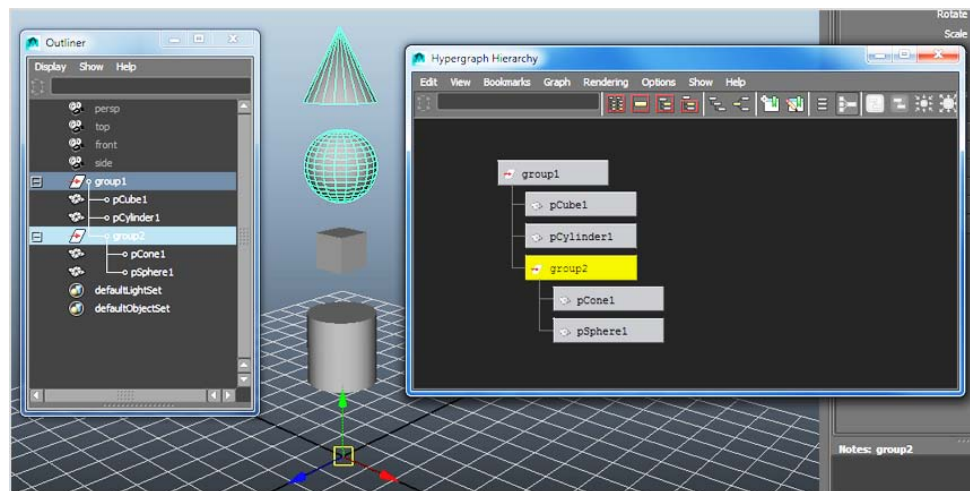 Outliner
Display Show Help
persp
top
front
side
group1
pCube1
pCylinder1
group2
pCone1
pSphere1
defaultLightSet
defaultObjectSet
Hypergraph Hierarchy
Edit View Bookmarks Graph Rendering Options Show Help
group1
pCube1
pCylinder1
group2
pCone1
pSphere1
Rotate
Scale
Notes: group2